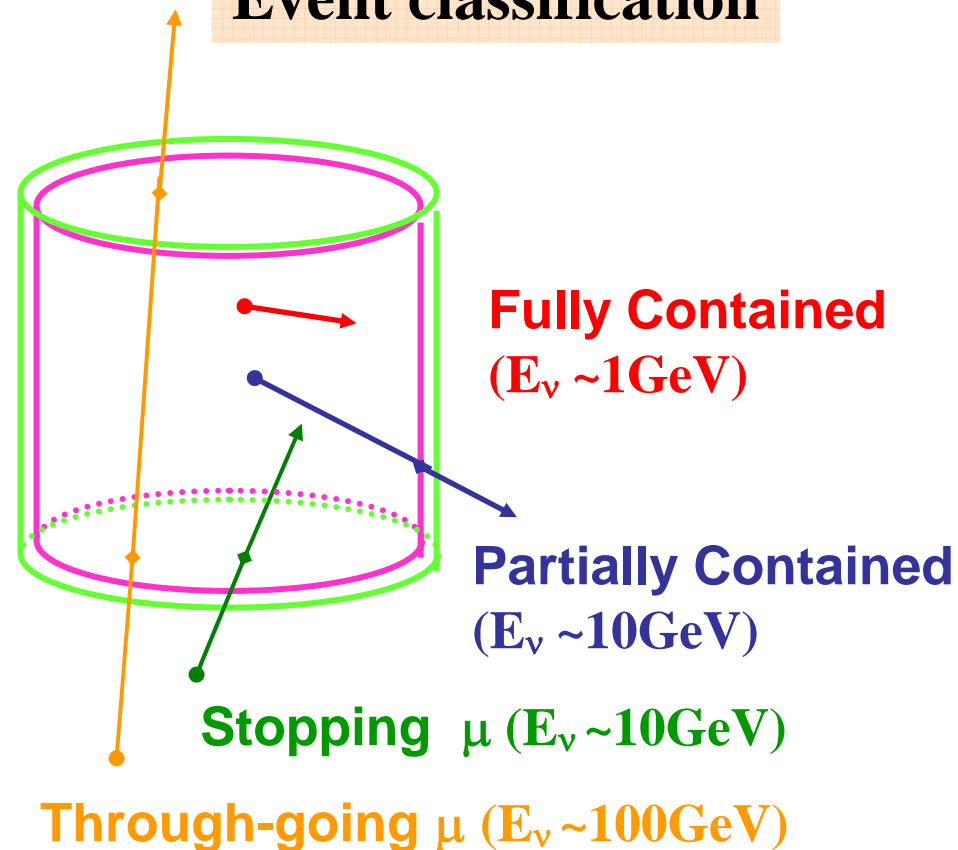 Event classification
Fully Contained
(Eν ~1GeV)
Partially Contained
(Eν ~10GeV)
Stopping μ (Eν ~10GeV)
Through-going μ (Eν ~100GeV)